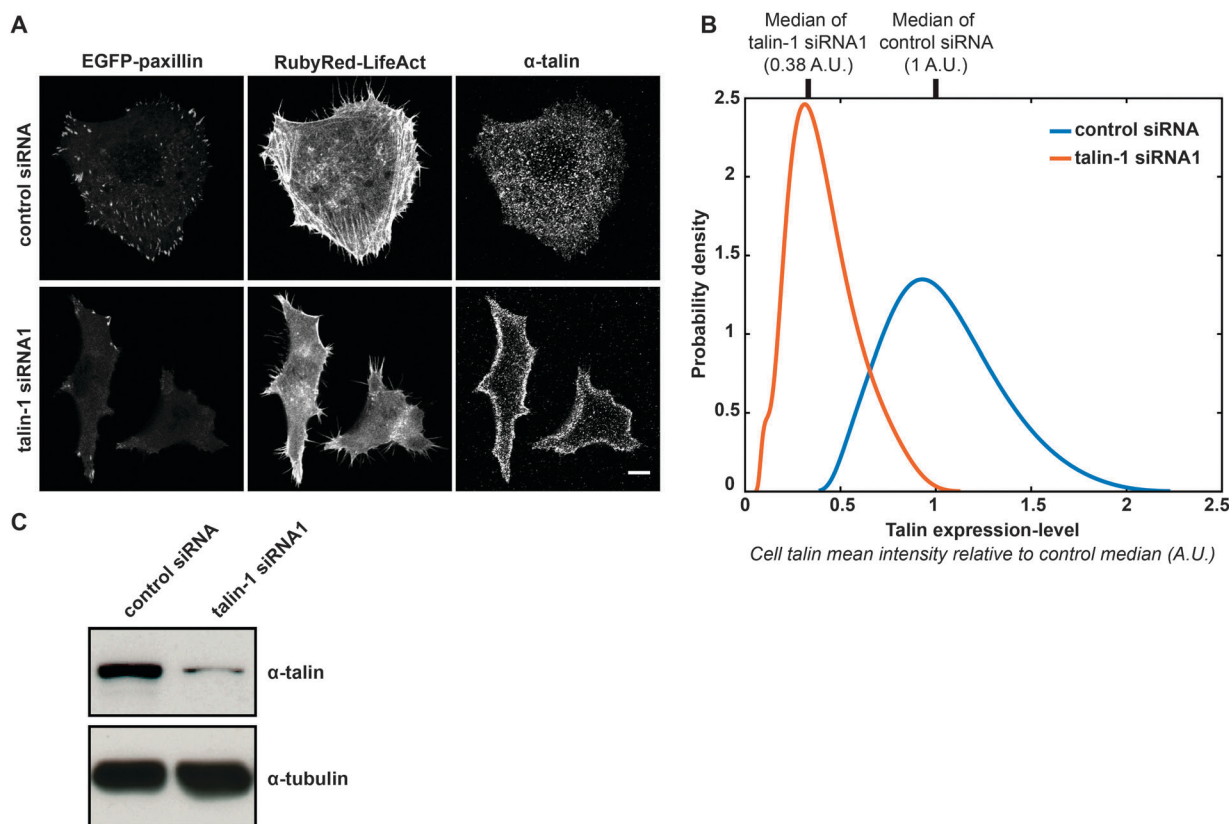 A
EGFP-paxillin
RubyRed-LifeAct
α-talin
control siRNA
talin-1 siRNA1
B
Median of
talin-1 siRNA1
(0.38 A.U.)
Median of
control siRNA
(1 A.U.)
control siRNA
talin-1 siRNA1
Probability density
2.5
2
1.5
1
0.5
0
0
0.5
1
1.5
2
2.5
Talin expression-level
Cell talin mean intensity relative to control median (A.U.)
C
control siRNA
talin-1 siRNA1
α-talin
α-tubulin